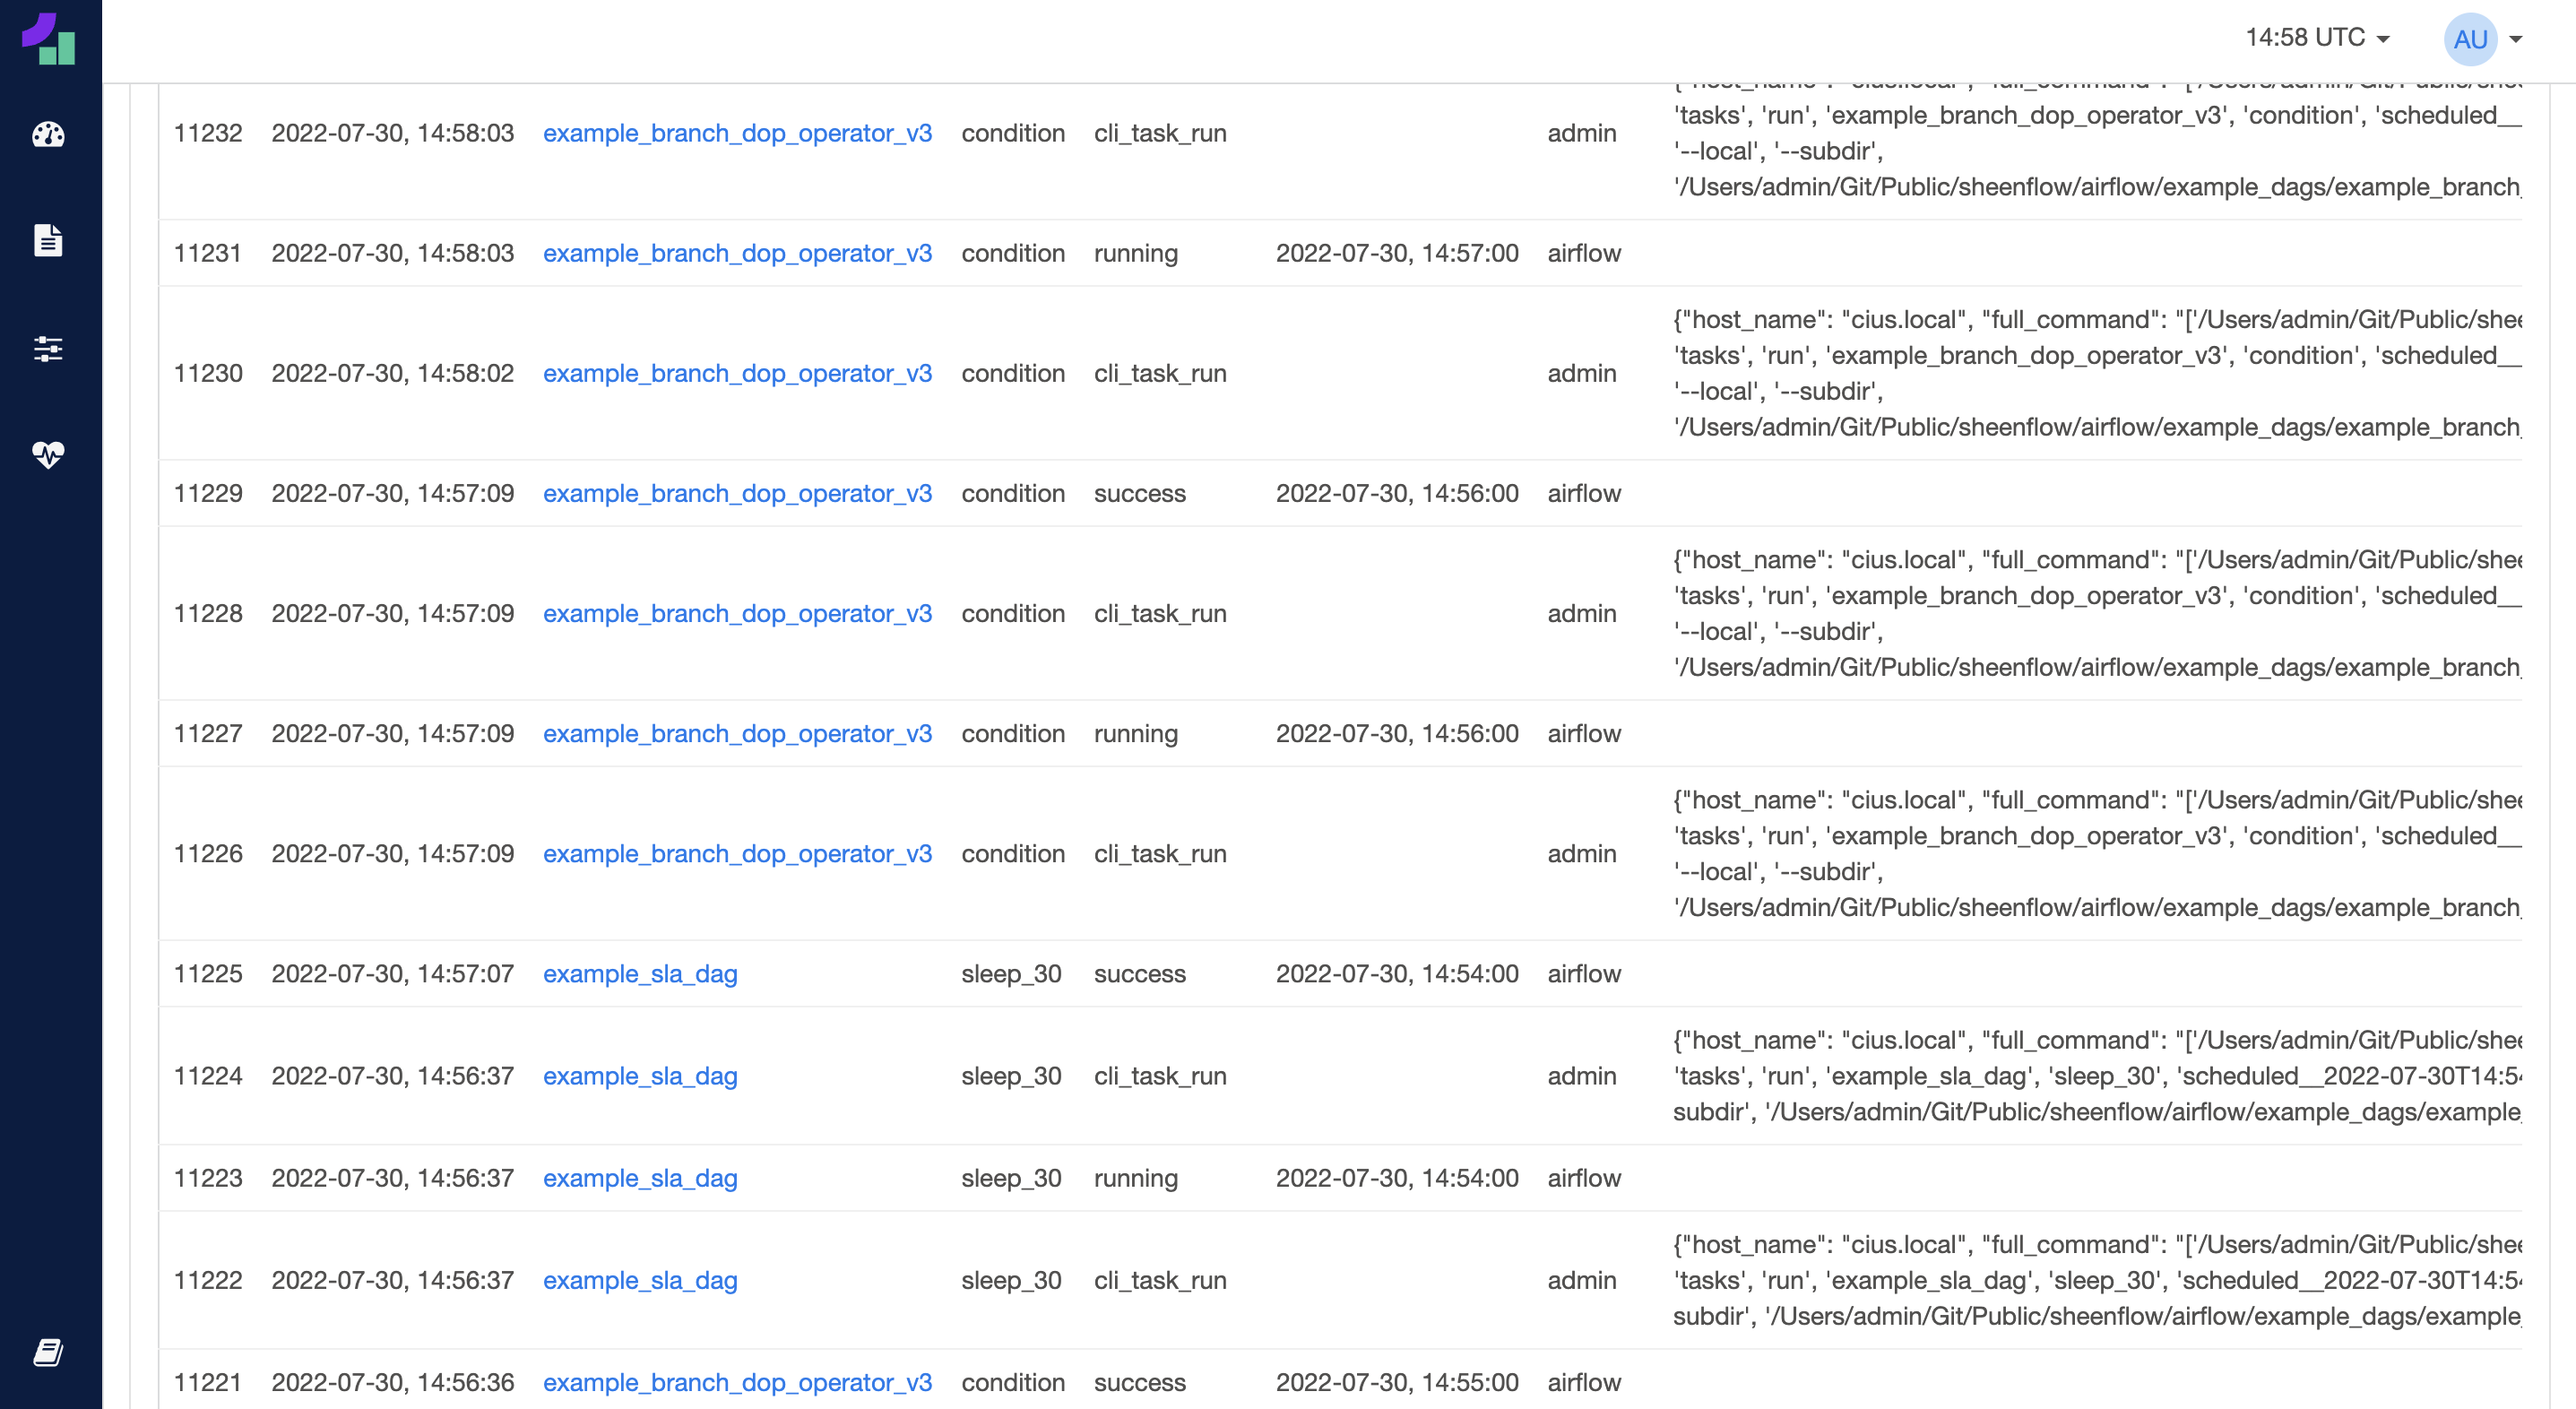 14:58 UTC AU
11232 2022-07-30, 14:58:03 example_branch_dop_operator_v3 condition cli_task_run admin
'tasks', 'run', 'example_branch_dop_operator_v3', 'condition', 'scheduled__
'--local', '--subdir',
'/Users/admin/Git/Public/sheenflow/airflow/example_dags/example_branch_
11231 2022-07-30, 14:58:03 example_branch_dop_operator_v3 condition running 2022-07-30, 14:57:00 airflow
11230 2022-07-30, 14:58:02 example_branch_dop_operator_v3 condition cli_task_run admin
{"host_name": "cius.local", "full_command": "['/Users/admin/Git/Public/shee
'tasks', 'run', 'example_branch_dop_operator_v3', 'condition', 'scheduled__
'--local', '--subdir',
'/Users/admin/Git/Public/sheenflow/airflow/example_dags/example_branch_
11229 2022-07-30, 14:57:09 example_branch_dop_operator_v3 condition success 2022-07-30, 14:56:00 airflow
11228 2022-07-30, 14:57:09 example_branch_dop_operator_v3 condition cli_task_run admin
{"host_name": "cius.local", "full_command": "['/Users/admin/Git/Public/shee
'tasks', 'run', 'example_branch_dop_operator_v3', 'condition', 'scheduled__
'--local', '--subdir',
'/Users/admin/Git/Public/sheenflow/airflow/example_dags/example_branch_
11227 2022-07-30, 14:57:09 example_branch_dop_operator_v3 condition running 2022-07-30, 14:56:00 airflow
11226 2022-07-30, 14:57:09 example_branch_dop_operator_v3 condition cli_task_run admin
{"host_name": "cius.local", "full_command": "['/Users/admin/Git/Public/shee
'tasks', 'run', 'example_branch_dop_operator_v3', 'condition', 'scheduled__
'--local', '--subdir',
'/Users/admin/Git/Public/sheenflow/airflow/example_dags/example_branch_
11225 2022-07-30, 14:57:07 example_sla_dag sleep_30 success 2022-07-30, 14:54:00 airflow
11224 2022-07-30, 14:56:37 example_sla_dag sleep_30 cli_task_run admin
{"host_name": "cius.local", "full_command": "['/Users/admin/Git/Public/shee
'tasks', 'run', 'example_sla_dag', 'sleep_30', 'scheduled__2022-07-30T14:54
subdir', '/Users/admin/Git/Public/sheenflow/airflow/example_dags/example_
11223 2022-07-30, 14:56:37 example_sla_dag sleep_30 running 2022-07-30, 14:54:00 airflow
11222 2022-07-30, 14:56:37 example_sla_dag sleep_30 cli_task_run admin
{"host_name": "cius.local", "full_command": "['/Users/admin/Git/Public/shee
'tasks', 'run', 'example_sla_dag', 'sleep_30', 'scheduled__2022-07-30T14:54
subdir', '/Users/admin/Git/Public/sheenflow/airflow/example_dags/example_
11221 2022-07-30, 14:56:36 example_branch_dop_operator_v3 condition success 2022-07-30, 14:55:00 airflow